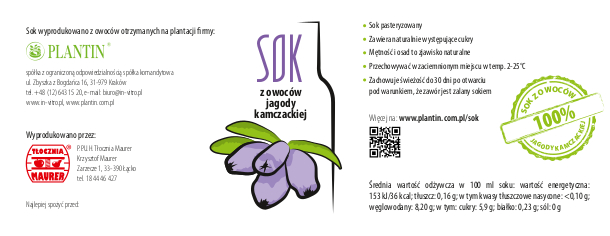 Sok wyprodukowano z owoców otrzymanych na plantacji firmy:
PLANTIN®
spółka z ograniczoną odpowiedzialnością, spółka komandytowa
ul. Zbyszka z Bogdańca 16, 31-979 Kraków
tel. +48 (12) 643 15 20, e-mail: biuro@in-vitro.pl
www.in-vitro.pl, www.plantin.com.pl
Wyprodukowano przez:
TŁOCZNIA
MAURER
P.P.U.H. Tłocznia Maurer
Krzysztof Maurer
Zarzecze 1, 33-390 Łącko
tel. 18 444 6 427
Najlepiej spożyć przed:
SOK
z owoców
jagody
kamczackiej
• Sok pasteryzowany
• Zawiera naturalnie występujące cukry
• Mętność i osad to zjawisko naturalne
• Przechowywać w zaciemnionym miejscu w temp. 2-25°C
• Zachowuje świeżość do 30 dni po otwarciu
pod warunkiem, że zawór jest zalany sokiem
Więcej na: www.plantin.com.pl/sok
SOK Z OWOCÓW
100%
JAGODY KAMCZACKIEJ
Średnia wartość odżywcza w 100 ml soku: wartość energetyczna:
153 kJ/36 kcal; tłuszcz: 0,16 g; w tym kwasy tłuszczowe nasycone: <0,10 g;
węglowodany: 8,20 g; w tym: cukry: 5,9 g; białko: 0,23 g; sól: 0 g